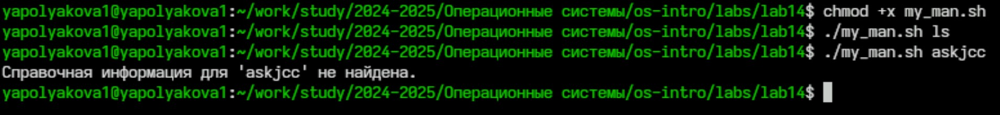 yapolyakova1@yapolyakova1:~/work/study/2024-2025/Операционные системы/os-intro/labs/lab14$ chmod +x my_man.sh
yapolyakova1@yapolyakova1:~/work/study/2024-2025/Операционные системы/os-intro/labs/lab14$ ./my_man.sh ls
yapolyakova1@yapolyakova1:~/work/study/2024-2025/Операционные системы/os-intro/labs/lab14$ ./my_man.sh askjcc
Справочная информация для 'askjcc' не найдена.
yapolyakova1@yapolyakova1:~/work/study/2024-2025/Операционные системы/os-intro/labs/lab14$